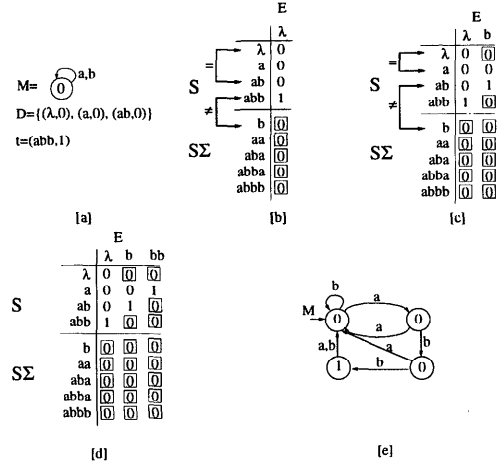 M= 0 a,b
D={(λ,0), (a,0), (ab,0)}
t=(abb,1)
[a]
E
λ
S
λ 0
a 0
ab 0
abb 1
=
≠
SΣ
b 0
aa 0
aba 0
abba 0
abbb 0
[b]
E
λ b
S
λ 0 0
a 0 0
ab 0 1
abb 1 0
=
≠
SΣ
b 0 0
aa 0 0
aba 0 0
abba 0 0
abbb 0 0
[c]
E
λ b bb
S
λ 0 0 0
a 0 0 1
ab 0 1 0
abb 1 0 0
SΣ
b 0 0 0
aa 0 0 0
aba 0 0 0
abba 0 0 0
abbb 0 0 0
[d]
b
M 0 a 0
a
a,b a b
1 b 0
[e]